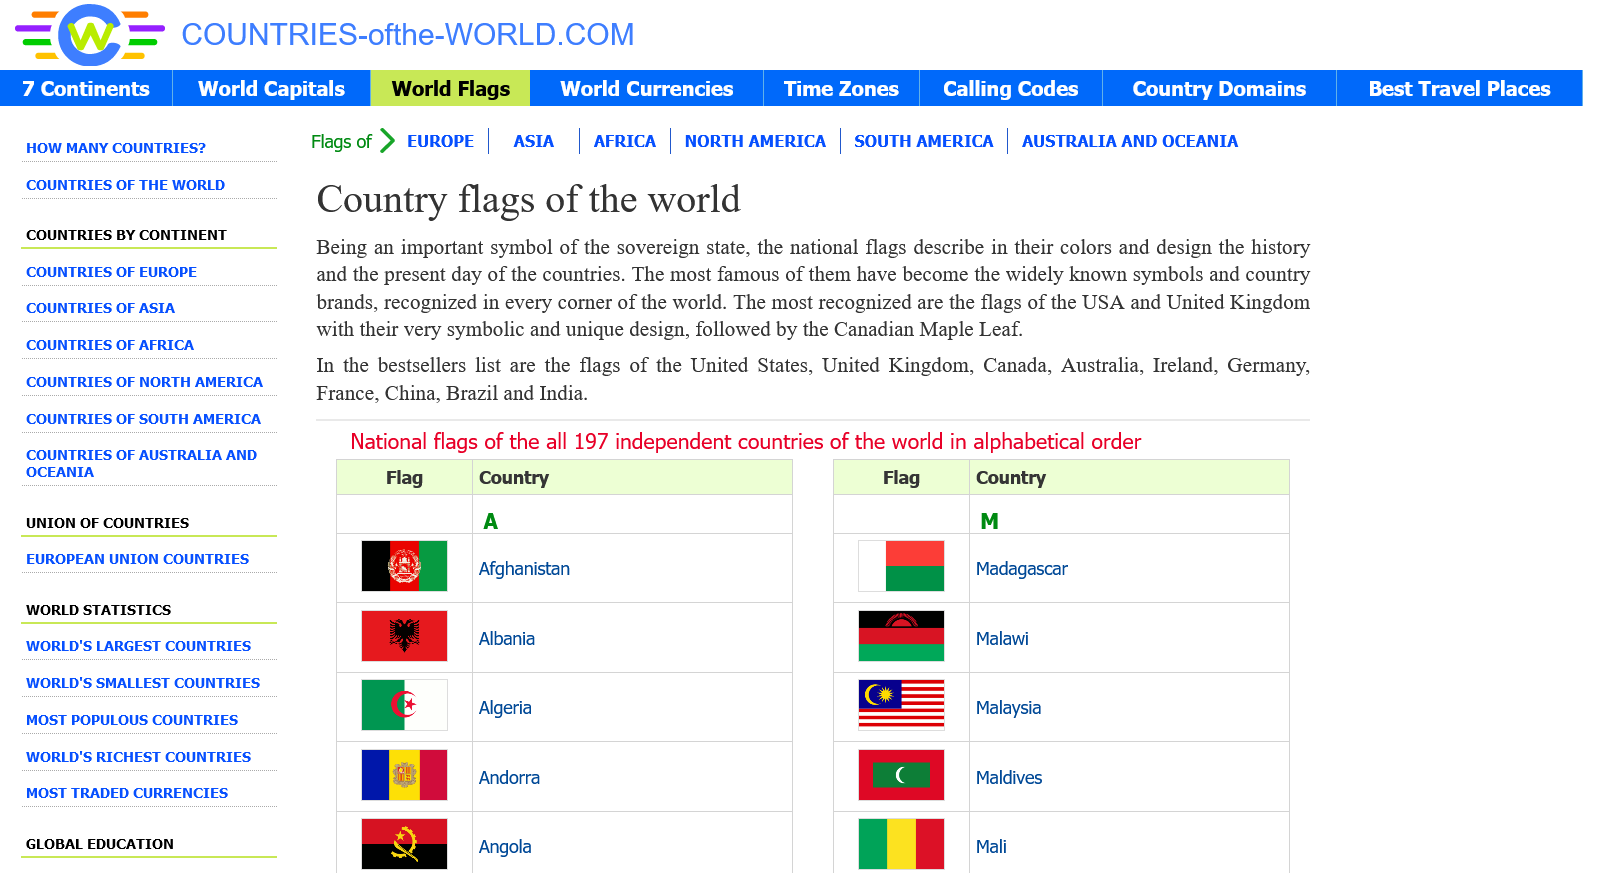 COUNTRIES-ofthe-WORLD.COM
7 Continents
World Capitals
World Flags
World Currencies
Time Zones
Calling Codes
Country Domains
Best Travel Places
HOW MANY COUNTRIES?
COUNTRIES OF THE WORLD
COUNTRIES BY CONTINENT
COUNTRIES OF EUROPE
COUNTRIES OF ASIA
COUNTRIES OF AFRICA
COUNTRIES OF NORTH AMERICA
COUNTRIES OF SOUTH AMERICA
COUNTRIES OF AUSTRALIA AND
OCEANIA
UNION OF COUNTRIES
EUROPEAN UNION COUNTRIES
WORLD STATISTICS
WORLD'S LARGEST COUNTRIES
WORLD'S SMALLEST COUNTRIES
MOST POPULOUS COUNTRIES
WORLD'S RICHEST COUNTRIES
MOST TRADED CURRENCIES
GLOBAL EDUCATION
Flags of
EUROPE
ASIA
AFRICA
NORTH AMERICA
SOUTH AMERICA
AUSTRALIA AND OCEANIA
Country flags of the world
Being an important symbol of the sovereign state, the national flags describe in their colors and design the history
and the present day of the countries. The most famous of them have become the widely known symbols and country
brands, recognized in every corner of the world. The most recognized are the flags of the USA and United Kingdom
with their very symbolic and unique design, followed by the Canadian Maple Leaf.
In the bestsellers list are the flags of the United States, United Kingdom, Canada, Australia, Ireland, Germany,
France, China, Brazil and India.
National flags of the all 197 independent countries of the world in alphabetical order
Flag Country
A
Afghanistan
Albania
Algeria
Andorra
Angola
Flag Country
M
Madagascar
Malawi
Malaysia
Maldives
Mali